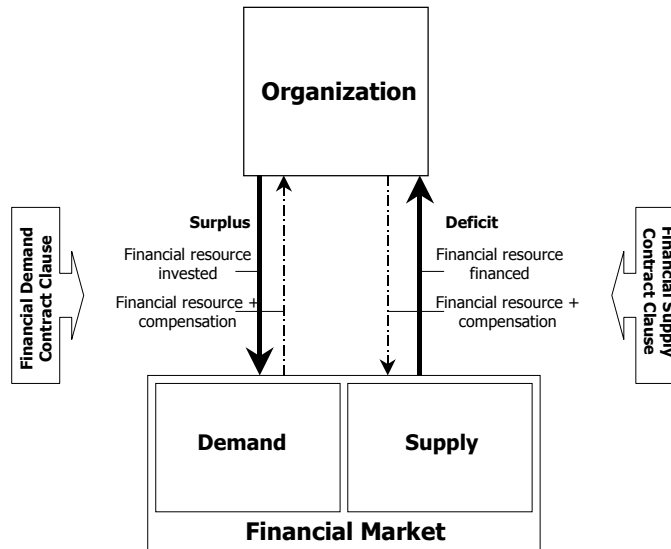 Organization
Surplus
Deficit
Financial resource
invested
Financial resource
financed
Financial resource +
compensation
Financial resource +
compensation
Financial Demand
Contract Clause
Financial Supply
Contract Clause
Demand
Supply
Financial Market